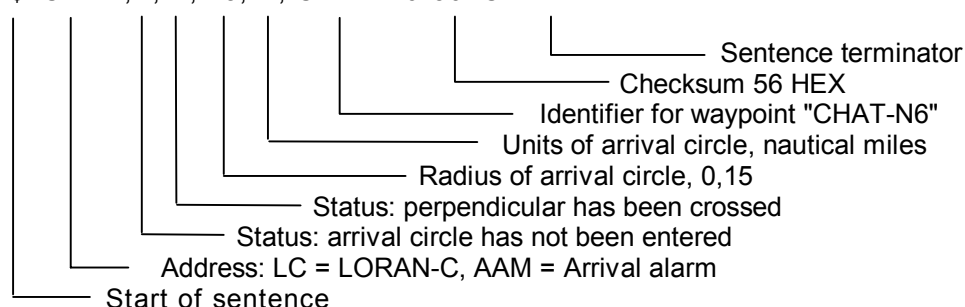 Sentence terminator
Checksum 56 HEX
Identifier for waypoint "CHAT-N6"
Units of arrival circle, nautical miles
Radius of arrival circle, 0,15
Status: perpendicular has been crossed
Status: arrival circle has not been entered
Address: LC = LORAN-C, AAM = Arrival alarm
Start of sentence